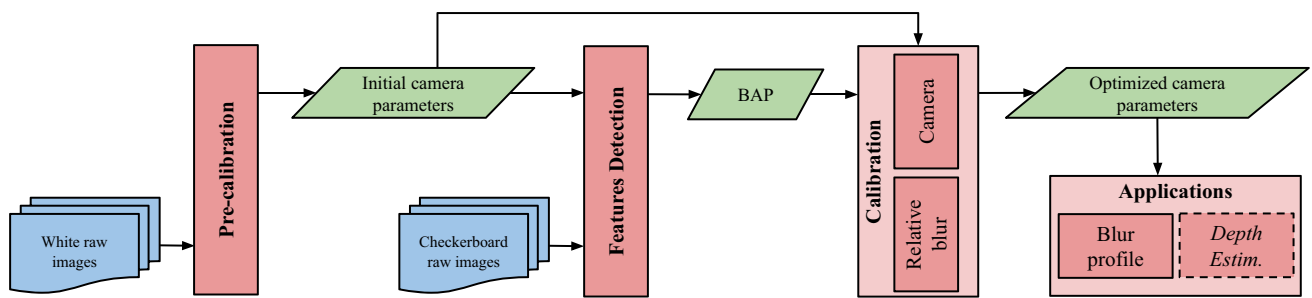 White raw
images
Pre-calibration
Initial camera
parameters
Checkerboard
raw images
Features Detection
BAP
Calibration
Camera
Relative
blur
Optimized camera
parameters
Applications
Blur
profile
Depth
Estim.